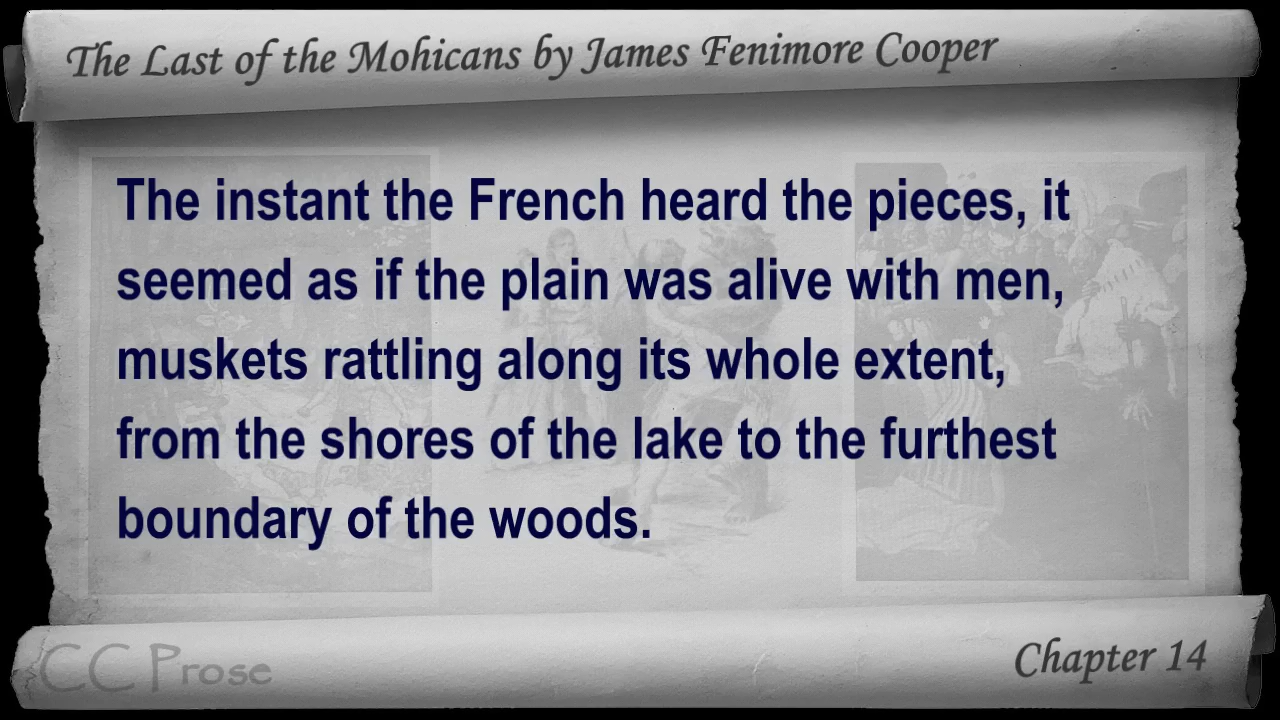 The Last of the Mohicans by James Fenimore Cooper
The instant the French heard the pieces, it
seemed as if the plain was alive with men,
muskets rattling along its whole extent,
from the shores of the lake to the furthest
boundary of the woods.
CC Prose
Chapter 14